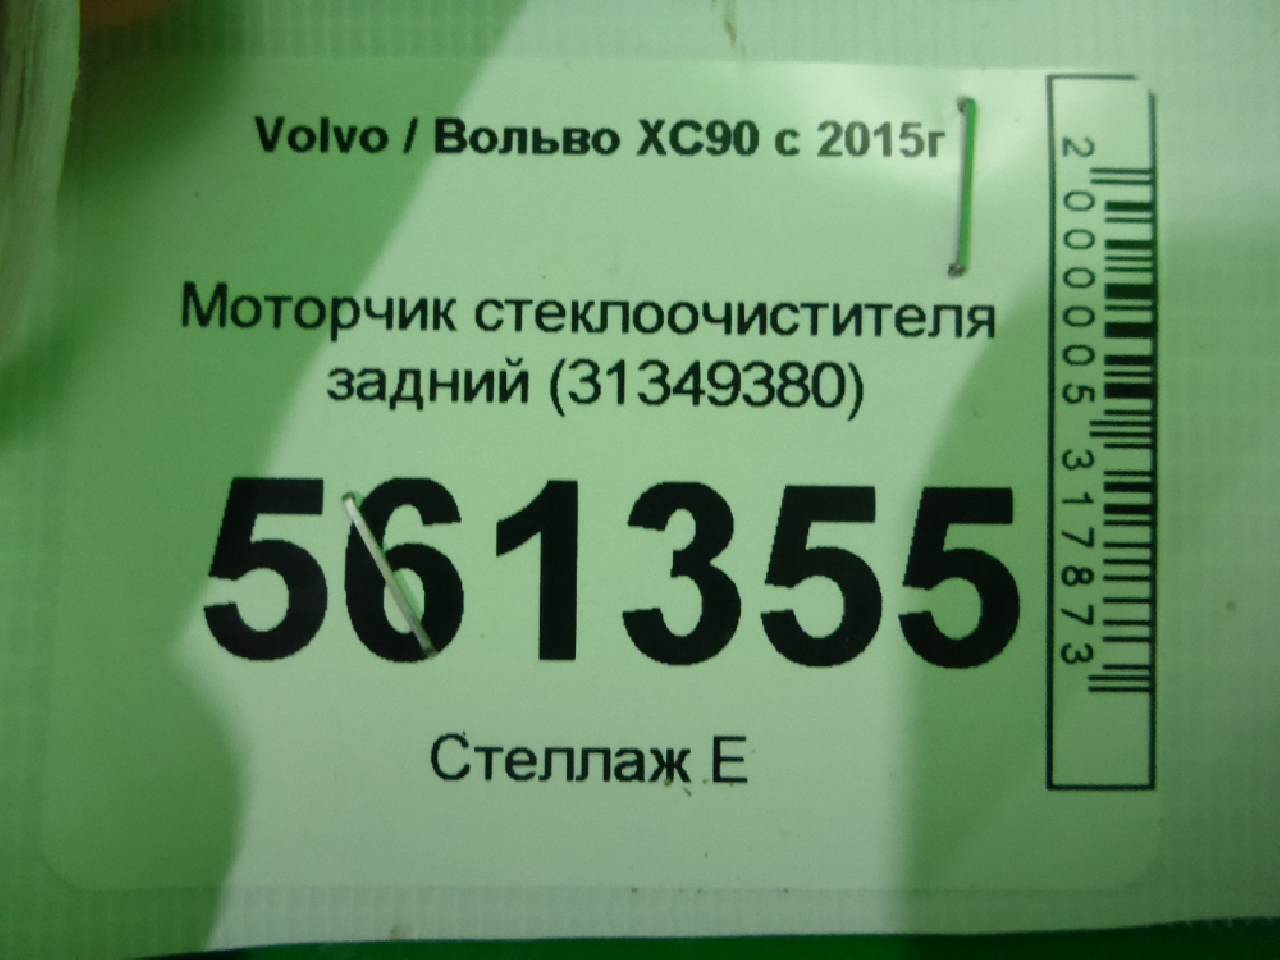 Volvo / Вольво XC90 с 2015г
Моторчик стеклоочистителя
задний (31349380)
561355
Стеллаж Е
2000005317873